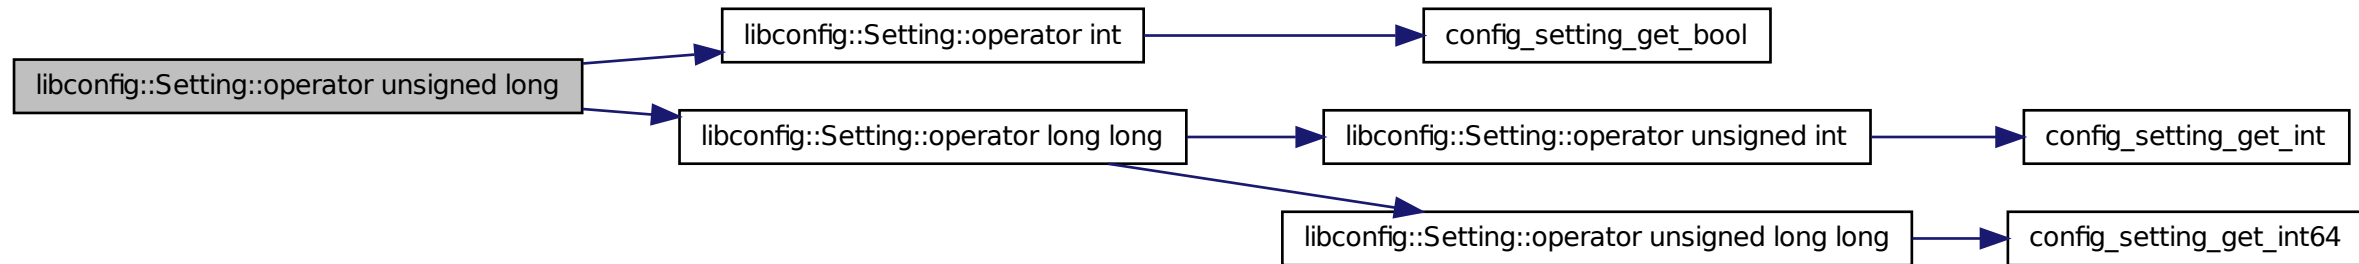 libconfig::Setting::operator int
config_setting_get_bool
libconfig::Setting::operator unsigned long
libconfig::Setting::operator long long
libconfig::Setting::operator unsigned int
config_setting_get_int
libconfig::Setting::operator unsigned long long
config_setting_get_int64